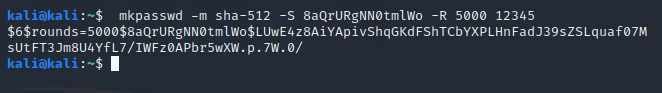 kali@kali:~$  mkpasswd -m sha-512 -S 8aQrURgNN0tmlWo -R 5000 12345
$6$rounds=5000$8aQrURgNN0tmlWo$LUwE4z8AiYApivShqGKdFShTCbYXPLHnFadJ39sZSLquaf07M
sUtFT3Jm8U4YfL7/IWFz0APbr5wXW.p.7W.0/
kali@kali:~$